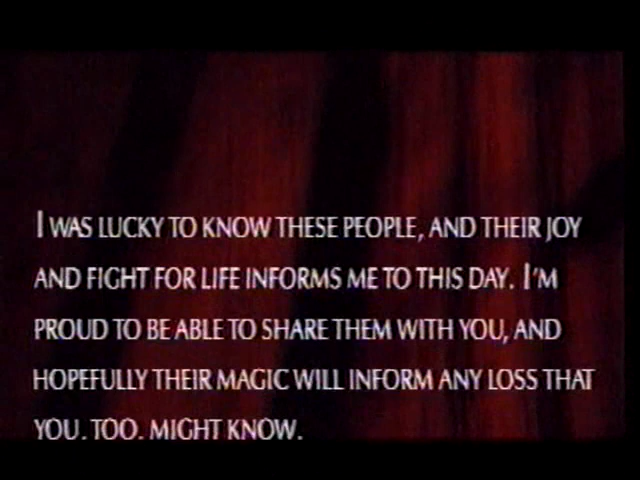 I WAS LUCKY TO KNOW THESE PEOPLE, AND THEIR JOY
AND FIGHT FOR LIFE INFORMS ME TO THIS DAY. I'M
PROUD TO BE ABLE TO SHARE THEM WITH YOU, AND
HOPEFULLY THEIR MAGIC WILL INFORM ANY LOSS THAT
YOU, TOO, MIGHT KNOW.